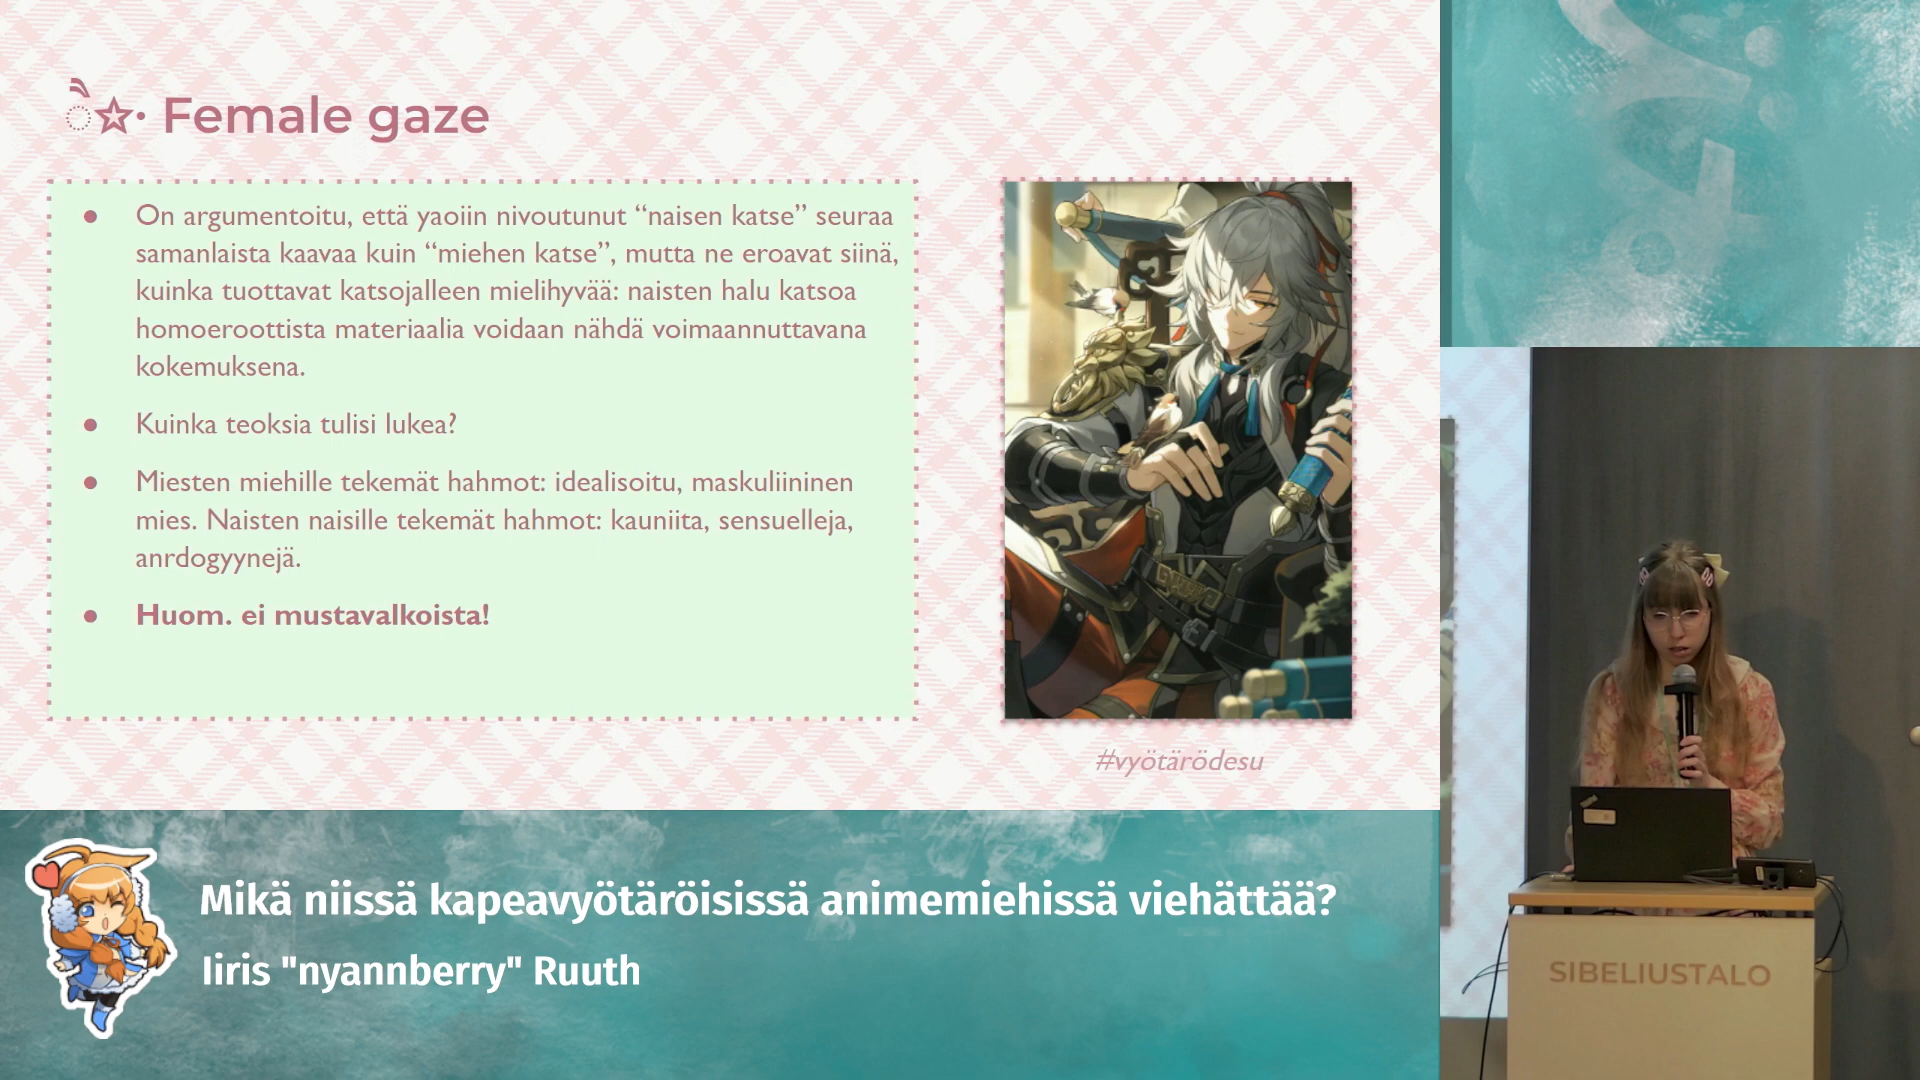 Female gaze
On argumentoitu, että yaoiin nivoutunut “naisen katse” seuraa
samanlaista kaavaa kuin “miehen katse”, mutta ne eroavat siinä,
kuinka tuottavat katsojalleen mielihyvää: naisten halu katsoa
homoeroottista materiaalia voidaan nähdä voimaannuttavana
kokemuksena.
Kuinka teoksia tulisi lukea?
Miesten miehille tekemät hahmot: idealisoitu, maskuliininen
mies. Naisten naisille tekemät hahmot: kauniita, sensuelleja,
anrdogyynejä.
Huom. ei mustavalkoista!
#vyötärödesu
Mikä niissä kapeavyötäröisissä animemiehissä viehättää?
Iiris "nyannberry" Ruuth
SIBELIUSTALO